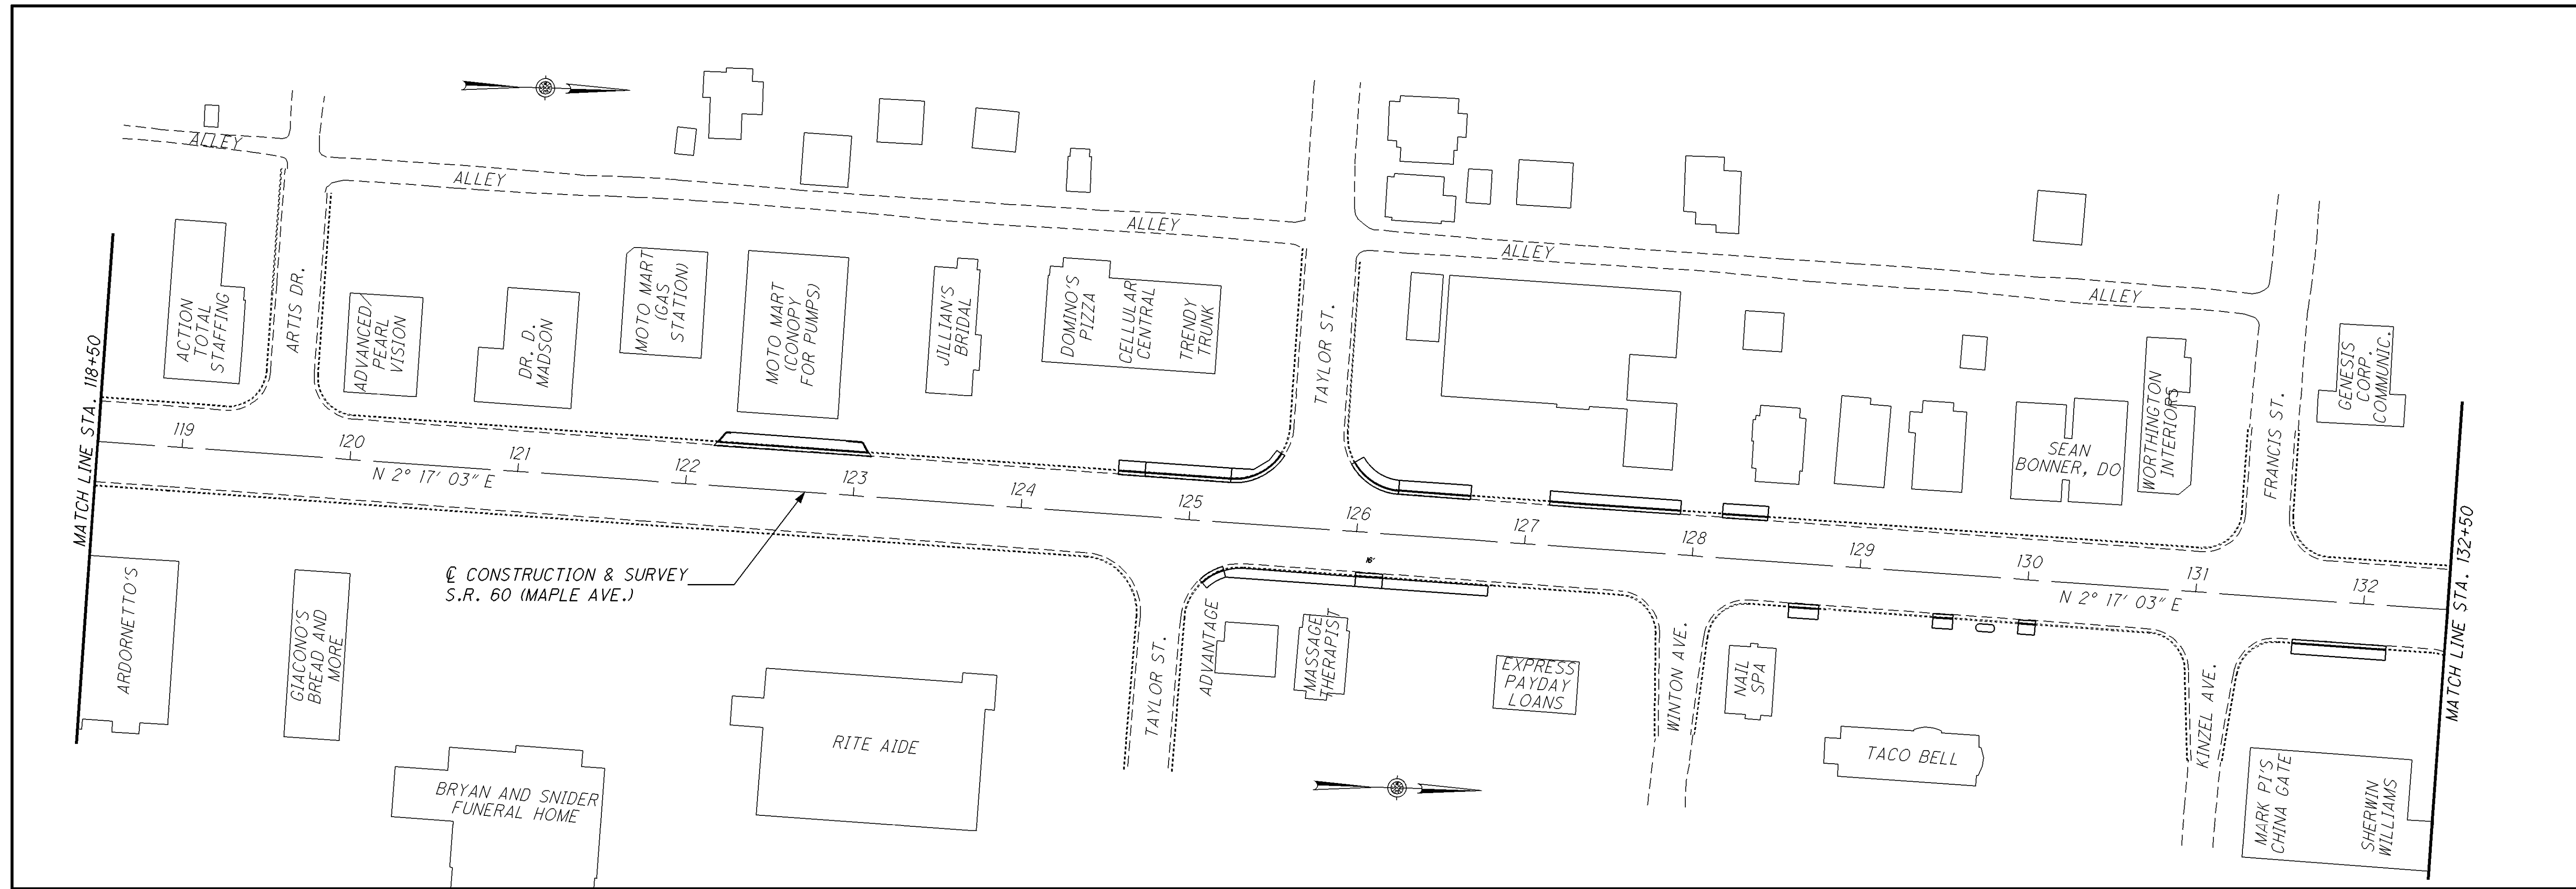 ALLEY
ALLEY
ALLEY
ALLEY
ALLEY
MATCH LINE STA. 118+50
ACTION
TOTAL
STAFFING
ARTIS DR.
ADVANCED/
PEARL
VISION
DR. D.
MADSON
MOTO MART
(GAS
STATION)
MOTO MART
(CONOPY
FOR PUMPS)
JILLIAN'S
BRIDAL
DOMINO'S
PIZZA
CELLULAR
CENTRAL
TRENDY
TRUNK
TAYLOR ST.
SEAN
BONNER, DO
WORTHINGTON
INTERIORS
FRANCIS ST.
GENESIS
CORP.
COMMUNIC.
MATCH LINE STA. 132+50
119
120
121
122
123
124
125
126
127
128
129
130
131
132
N 2° 17' 03" E
N 2° 17' 03" E
℄ CONSTRUCTION & SURVEY
S.R. 60 (MAPLE AVE.)
16'
ARDORNETTO'S
GIACONO'S
BREAD AND
MORE
BRYAN AND SNIDER
FUNERAL HOME
RITE AIDE
TAYLOR ST.
ADVANTAGE
MASSAGE
THERAPIST
EXPRESS
PAYDAY
LOANS
WINTON AVE.
NAIL
SPA
TACO BELL
KINZEL AVE.
MARK PI'S
CHINA GATE
SHERWIN
WILLIAMS